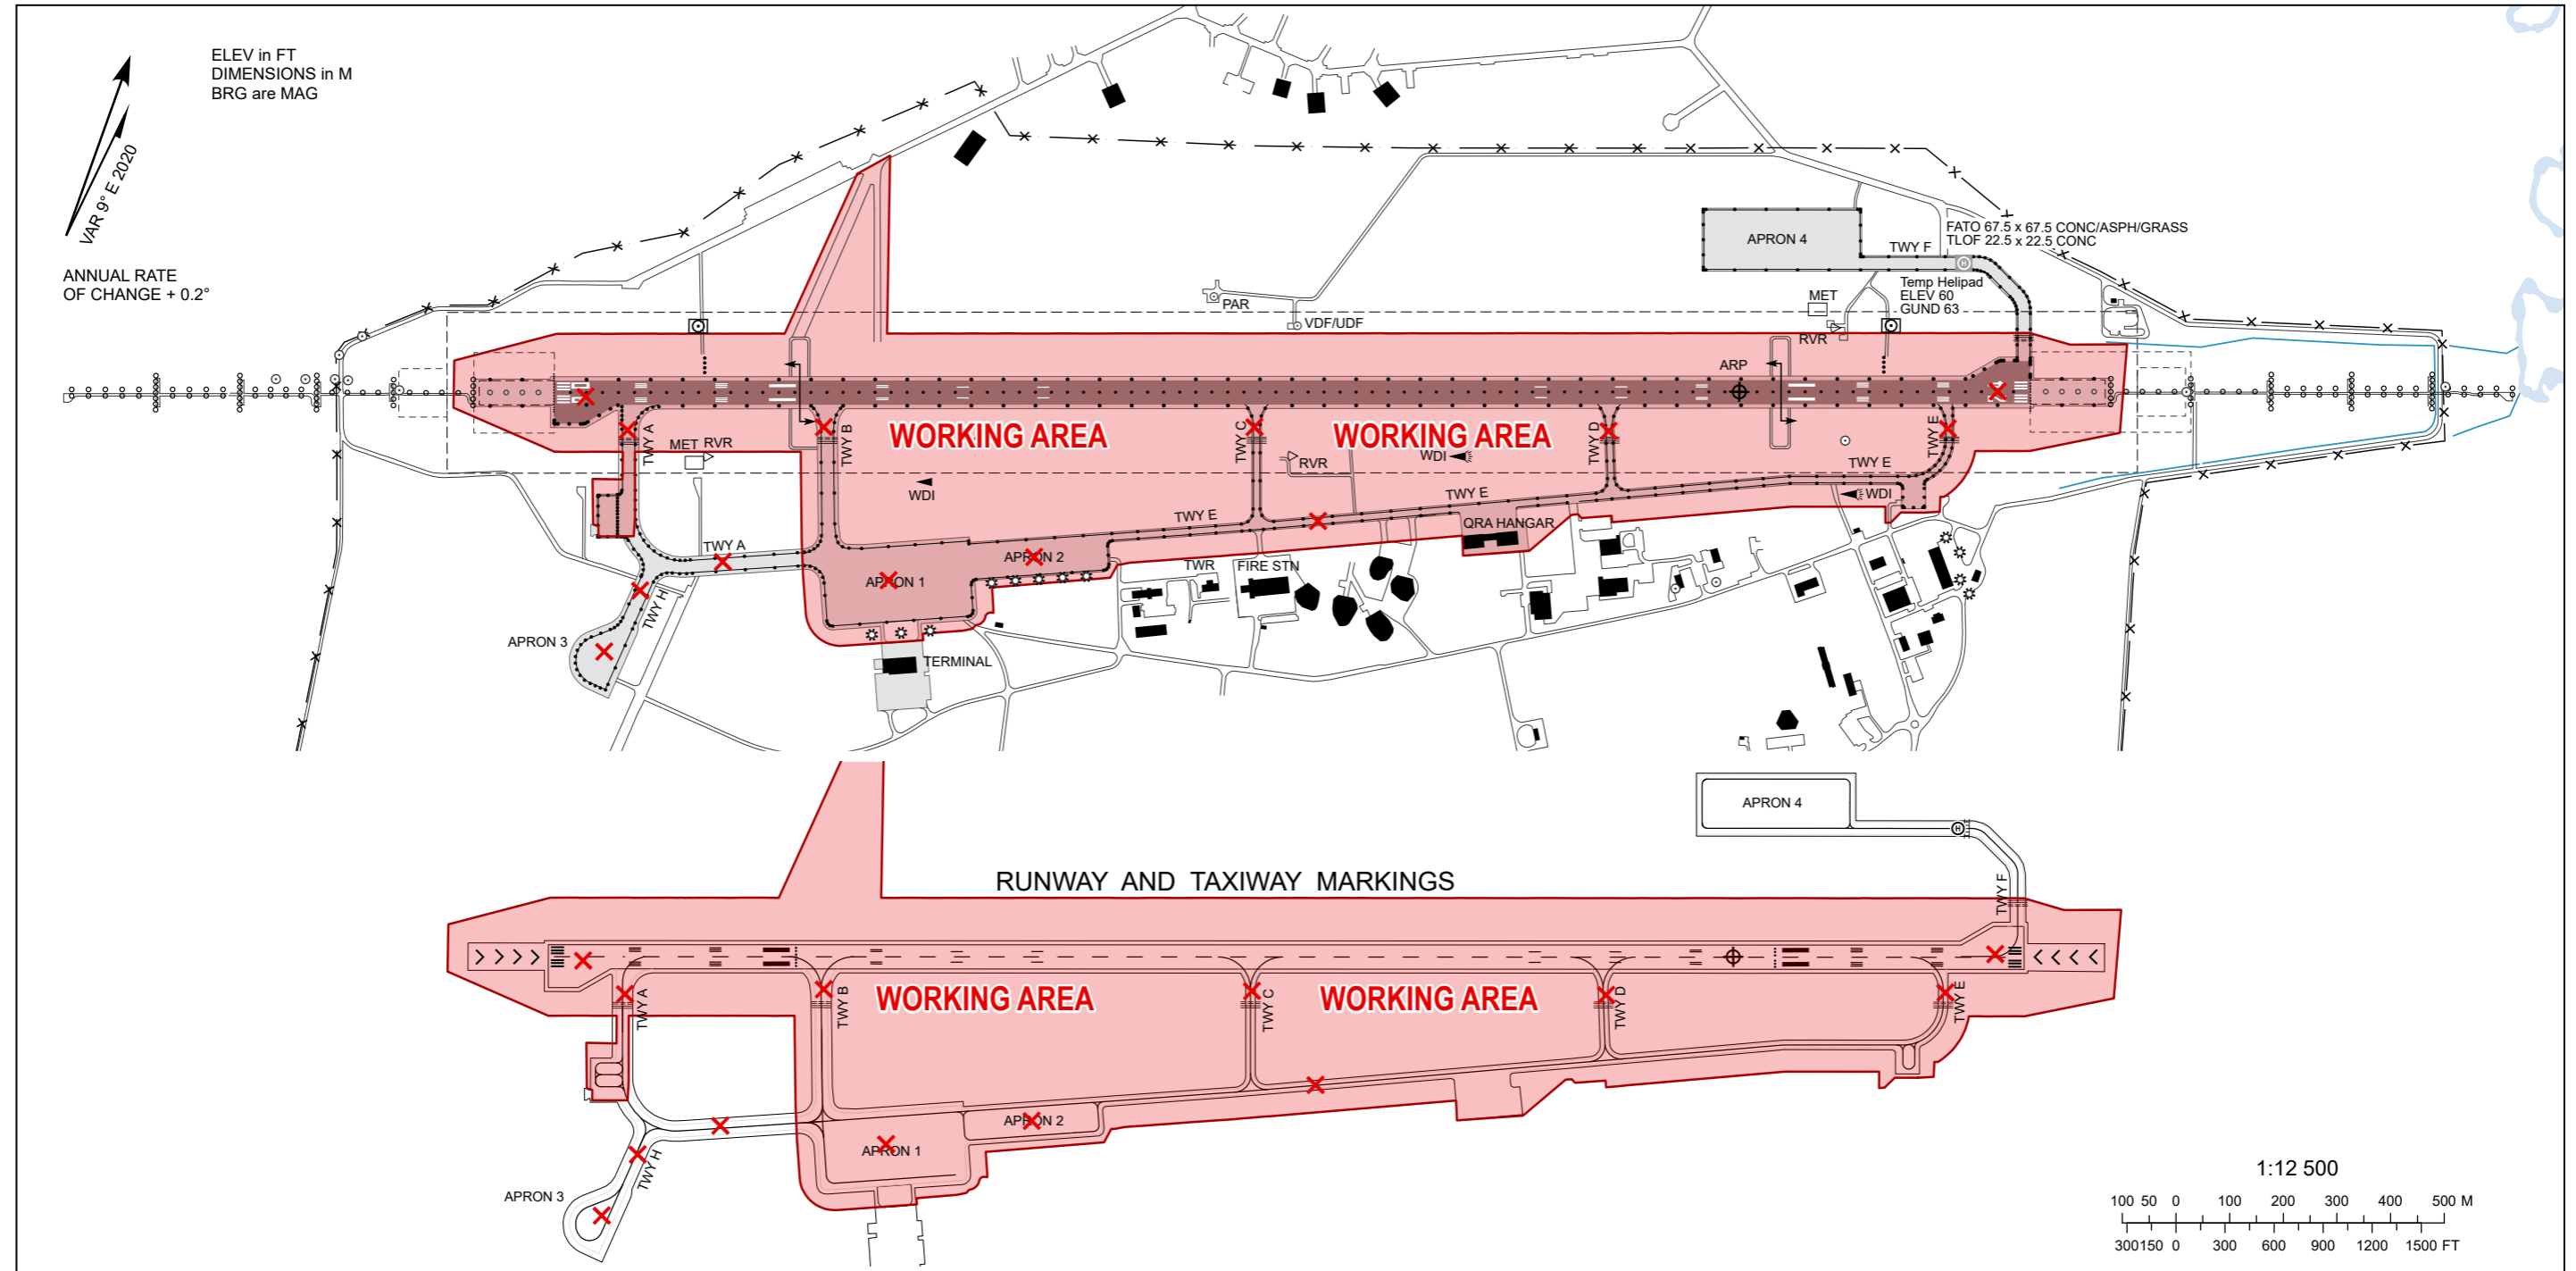 ELEV in FT
DIMENSIONS in M
BRG are MAG
VAR 9° E 2020
ANNUAL RATE
OF CHANGE + 0.2°
APRON 4
TWY F
FATO 67.5 x 67.5 CONC/ASPH/GRASS
TLOF 22.5 x 22.5 CONC
H
Temp Helipad
ELEV 60
GUND 63
MET
RVR
PAR
VDF/UDF
ARP
TWY A
MET
RVR
TWY B
WORKING AREA
TWY C
WORKING AREA
TWY D
TWY E
WDI
RVR
WDI
TWY E
WDI
TWY E
TWY E
QRA HANGAR
TWY A
APRON 2
APRON 1
TWR
FIRE STN
TWY H
APRON 3
TERMINAL
APRON 4
H
RUNWAY AND TAXIWAY MARKINGS
TWY F
TWY A
TWY B
WORKING AREA
TWY C
WORKING AREA
TWY D
TWY E
APRON 2
APRON 1
TWY H
APRON 3
1:12 500
100 50 0 100 200 300 400 500 M
300 150 0 300 600 900 1200 1500 FT